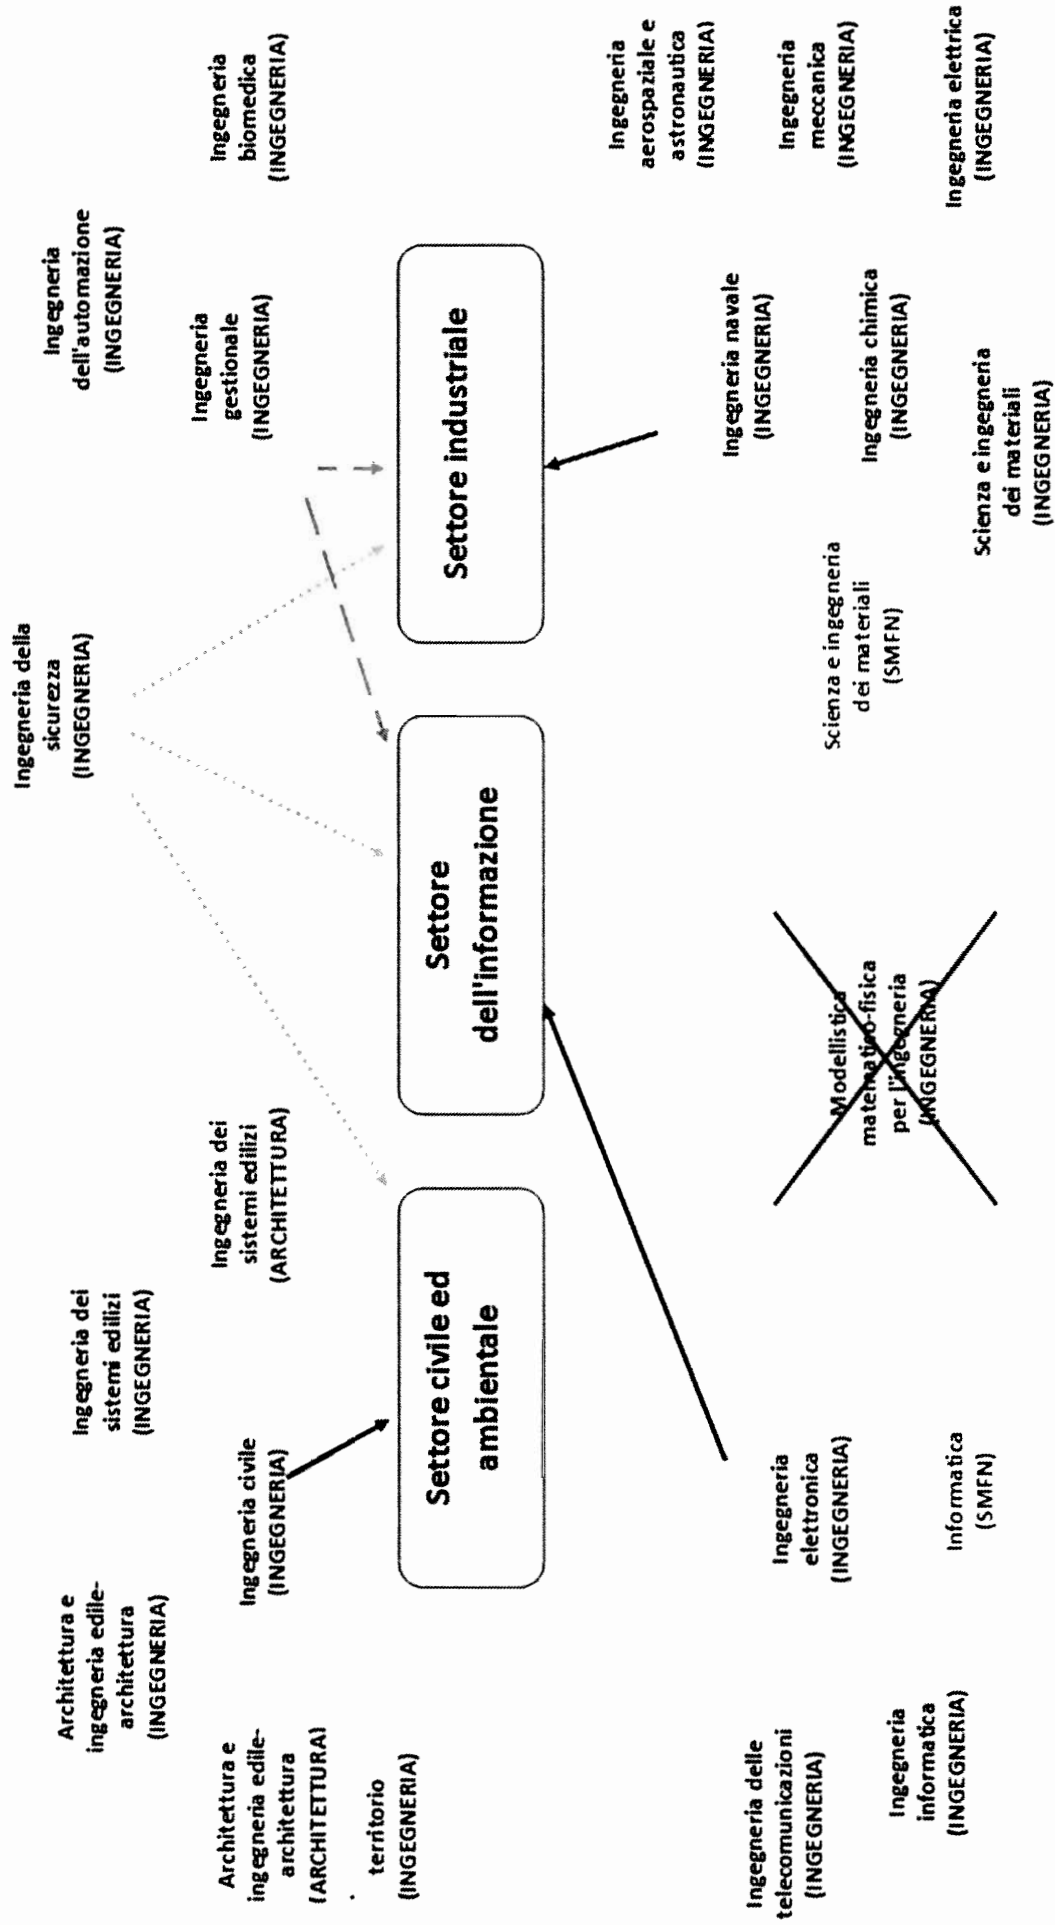 Architettura e
ingegneria edile-
architettura
(INGEGNERIA)
Ingegneria dei
sistemi edilizi
(INGEGNERIA)
Ingegneria della
sicurezza
(INGEGNERIA)
Ingegneria
dell'automazione
(INGEGNERIA)
Architettura e
ingegneria edile-
architettura
(ARCHITETTURA)
Ingegneria civile
(INGEGNERIA)
Ingegneria dei
sistemi edilizi
(ARCHITETTURA)
Ingegneria
gestionale
(INGEGNERIA)
Ingegneria
biomedica
(INGEGNERIA)
territorio
(INGEGNERIA)
Settore civile ed
ambientale
Settore
dell'informazione
Settore industriale
Ingegneria
aerospaziale e
astronautica
(INGEGNERIA)
Ingegneria delle
telecomunicazioni
(INGEGNERIA)
Ingegneria
elettronica
(INGEGNERIA)
Modellistica
matematico-fisica
per l'ingegneria
(INGEGNERIA)
Scienza e ingegneria
dei materiali
(SMFN)
Ingegneria navale
(INGEGNERIA)
Ingegneria
meccanica
(INGEGNERIA)
Ingegneria
informatica
(INGEGNERIA)
Informatica
(SMFN)
Ingegneria chimica
(INGEGNERIA)
Scienza e ingegneria
dei materiali
(INGEGNERIA)
Ingegneria elettrica
(INGEGNERIA)